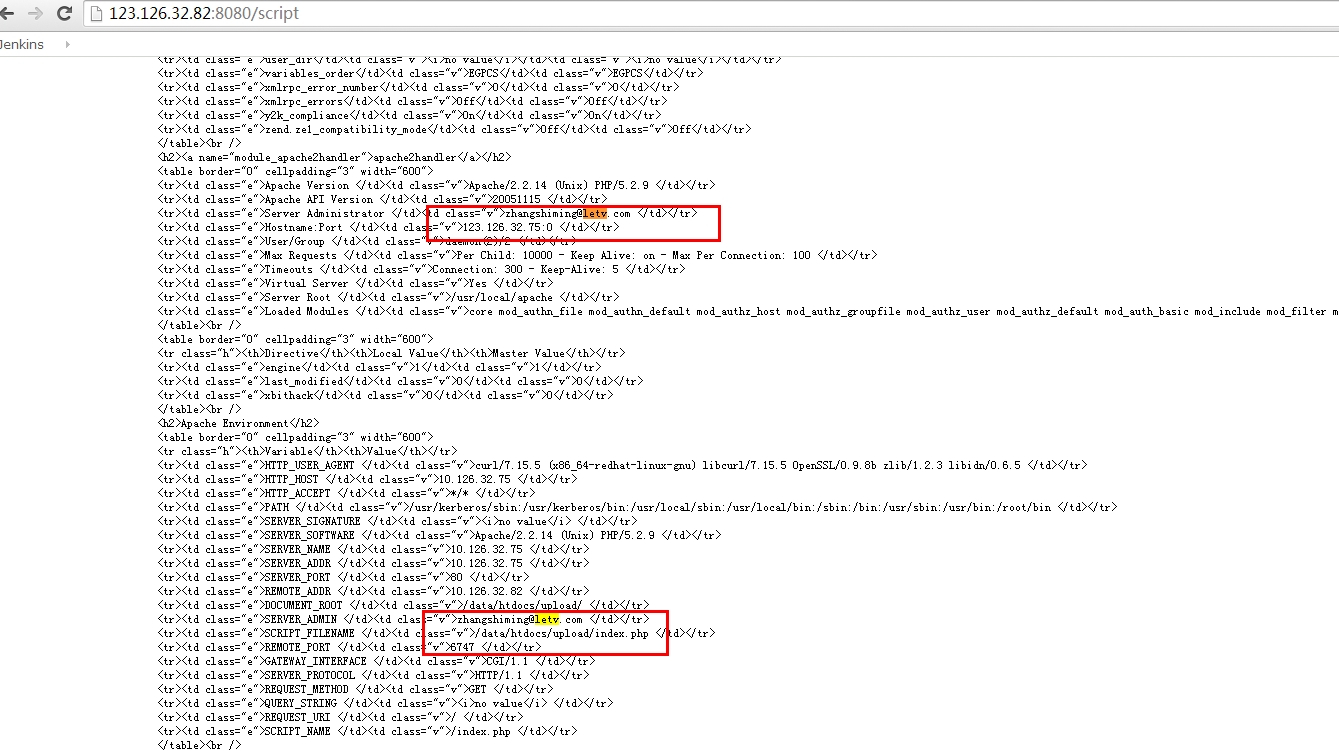 123.126.32.82:8080/script
Jenkins
<tr><td class="e">user_dir</td><td class="v"><i>no value</i></td><td class="v"><i>no value</i></td></tr>
<tr><td class="e">variables_order</td><td class="v">EGPCS</td><td class="v">EGPCS</td></tr>
<tr><td class="e">xmlrpc_error_number</td><td class="v">0</td><td class="v">0</td></tr>
<tr><td class="e">xmlrpc_errors</td><td class="v">Off</td><td class="v">Off</td></tr>
<tr><td class="e">y2k_compliance</td><td class="v">On</td><td class="v">On</td></tr>
<tr><td class="e">zend.ze1_compatibility_mode</td><td class="v">Off</td><td class="v">Off</td></tr>
</table><br />
<h2><a name="module_apache2handler">apache2handler</a></h2>
<table border="0" cellpadding="3" width="600">
<tr><td class="e">Apache Version </td><td class="v">Apache/2.2.14 (Unix) PHP/5.2.9 </td></tr>
<tr><td class="e">Apache API Version </td><td class="v">20051115 </td></tr>
<tr><td class="e">Server Administrator </td><td class="v">zhangshiming@letv.com </td></tr>
<tr><td class="e">Hostname:Port </td><td class="v">123.126.32.75:0 </td></tr>
<tr><td class="e">User/Group </td><td class="v">daemon(2)/2 </td></tr>
<tr><td class="e">Max Requests </td><td class="v">Per Child: 10000 - Keep Alive: on - Max Per Connection: 100 </td></tr>
<tr><td class="e">Timeouts </td><td class="v">Connection: 300 - Keep-Alive: 5 </td></tr>
<tr><td class="e">Virtual Server </td><td class="v">Yes </td></tr>
<tr><td class="e">Server Root </td><td class="v">/usr/local/apache </td></tr>
<tr><td class="e">Loaded Modules </td><td class="v">core mod_authn_file mod_authn_default mod_authz_host mod_authz_groupfile mod_authz_user mod_authz_default mod_auth_basic mod_include mod_filter m
</table><br />
<table border="0" cellpadding="3" width="600">
<tr class="h"><th>Directive</th><th>Local Value</th><th>Master Value</th></tr>
<tr><td class="e">engine</td><td class="v">1</td><td class="v">1</td></tr>
<tr><td class="e">last_modified</td><td class="v">0</td><td class="v">0</td></tr>
<tr><td class="e">xbithack</td><td class="v">0</td><td class="v">0</td></tr>
</table><br />
<h2>Apache Environment</h2>
<table border="0" cellpadding="3" width="600">
<tr class="h"><th>Variable</th><th>Value</th></tr>
<tr><td class="e">HTTP_USER_AGENT </td><td class="v">curl/7.15.5 (x86_64-redhat-linux-gnu) libcurl/7.15.5 OpenSSL/0.9.8b zlib/1.2.3 libidn/0.6.5 </td></tr>
<tr><td class="e">HTTP_HOST </td><td class="v">10.126.32.75 </td></tr>
<tr><td class="e">HTTP_ACCEPT </td><td class="v">*/* </td></tr>
<tr><td class="e">PATH </td><td class="v">/usr/kerberos/sbin:/usr/kerberos/bin:/usr/local/sbin:/usr/local/bin:/sbin:/bin:/usr/sbin:/usr/bin:/root/bin </td></tr>
<tr><td class="e">SERVER_SIGNATURE </td><td class="v"><i>no value</i> </td></tr>
<tr><td class="e">SERVER_SOFTWARE </td><td class="v">Apache/2.2.14 (Unix) PHP/5.2.9 </td></tr>
<tr><td class="e">SERVER_NAME </td><td class="v">10.126.32.75 </td></tr>
<tr><td class="e">SERVER_ADDR </td><td class="v">10.126.32.75 </td></tr>
<tr><td class="e">SERVER_PORT </td><td class="v">80 </td></tr>
<tr><td class="e">REMOTE_ADDR </td><td class="v">10.126.32.82 </td></tr>
<tr><td class="e">DOCUMENT_ROOT </td><td class="v">/data/htdocs/upload/ </td></tr>
<tr><td class="e">SERVER_ADMIN </td><td class="v">zhangshiming@letv.com </td></tr>
<tr><td class="e">SCRIPT_FILENAME </td><td class="v">/data/htdocs/upload/index.php </td></tr>
<tr><td class="e">REMOTE_PORT </td><td class="v">6747 </td></tr>
<tr><td class="e">GATEWAY_INTERFACE </td><td class="v">CGI/1.1 </td></tr>
<tr><td class="e">SERVER_PROTOCOL </td><td class="v">HTTP/1.1 </td></tr>
<tr><td class="e">REQUEST_METHOD </td><td class="v">GET </td></tr>
<tr><td class="e">QUERY_STRING </td><td class="v"><i>no value</i> </td></tr>
<tr><td class="e">REQUEST_URI </td><td class="v">/ </td></tr>
<tr><td class="e">SCRIPT_NAME </td><td class="v">/index.php </td></tr>
</table><br />